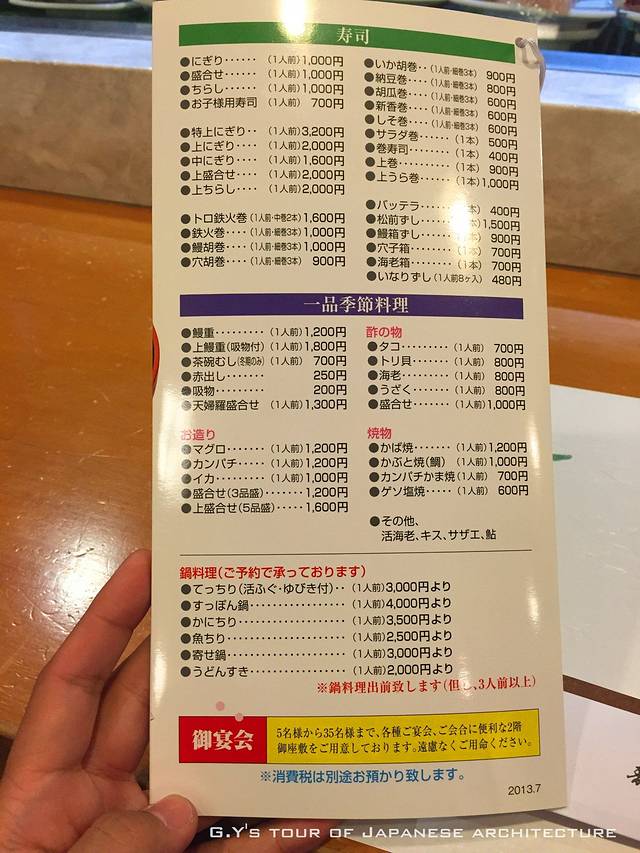 寿司
●にぎり‥‥‥（1人前）1,000円
●盛合せ‥‥‥（1人前）1,000円
●ちらし‥‥‥（1人前）1,000円
●お子様用寿司（1人前）700円
●特上にぎり‥（1人前）3,200円
●上にぎり‥‥（1人前）2,000円
●中にぎり‥‥（1人前）1,600円
●上盛合せ‥‥（1人前）2,000円
●上ちらし‥‥（1人前）2,000円
●トロ鉄火巻（1人前・中巻2本）1,600円
●鉄火巻‥‥（1人前・細巻3本）1,000円
●鰻胡巻‥‥（1人前・細巻3本）1,000円
●穴胡巻‥‥（1人前・細巻3本）900円
●いか胡巻‥（1人前・細巻3本）900円
●納豆巻‥‥（1人前・細巻3本）800円
●胡瓜巻‥‥（1人前・細巻3本）600円
●新香巻‥‥（1人前・細巻3本）600円
●しそ巻‥‥（1人前・細巻3本）600円
●サラダ巻‥‥‥（1本）500円
●巻寿司‥‥‥‥（1本）400円
●上巻‥‥‥‥‥（1本）900円
●上うら巻‥‥‥（1本）1,000円
●バッテラ‥‥‥ 本）400円
●松前ずし‥‥‥（1本）1,500円
●鰻箱ずし‥‥‥（1本）900円
●穴子箱‥‥‥‥（1本）700円
●海老箱‥‥‥‥（1本）700円
●いなりずし（1人前8ヶ入）480円
一品季節料理
●鰻重‥‥‥‥‥（1人前）1,200円
●上鰻重（吸物付）（1人前）1,800円
●茶碗むし（冬期のみ）（1人前）700円
●赤出し‥‥‥‥‥250円
●吸物‥‥‥‥‥200円
●天婦羅盛合せ（1人前）1,300円
お造り
●マグロ‥‥‥‥（1人前）1,200円
●カンパチ‥‥‥（1人前）1,200円
●イカ‥‥‥‥‥（1人前）1,000円
●盛合せ（3品盛）‥‥‥‥1,200円
●上盛合せ（5品盛）‥‥‥1,600円
酢の物
●タコ‥‥‥‥（1人前）700円
●トリ貝‥‥‥（1人前）800円
●海老‥‥‥‥（1人前）800円
●うざく‥‥‥（1人前）800円
●盛合せ‥‥‥（1人前）1,000円
焼物
●かば焼‥‥‥‥（1人前）1,200円
●かぶと焼（鯛）（1人前）1,000円
●カンパチかま焼（1人前）700円
●ゲソ塩焼‥‥‥（1人前）600円
●その他、
活海老、キス、サザエ、鮎
鍋料理（ご予約で承っております）
●てっちり（活ふぐ・ゆびき付）‥（1人前）3,000円より
●すっぽん鍋‥‥‥‥‥‥‥‥（1人前）4,000円より
●かにちり‥‥‥‥‥‥‥‥‥（1人前）3,500円より
●魚ちり‥‥‥‥‥‥‥‥‥‥（1人前）2,500円より
●寄せ鍋‥‥‥‥‥‥‥‥‥‥（1人前）3,000円より
●うどんすき‥‥‥‥‥‥‥‥（1人前）2,000円より
※鍋料理出前致します（但し、3人前以上）
御宴会
5名様から35名様まで、各種ご宴会、ご会合に便利な2階
御座敷をご用意しております。遠慮なくご用命ください。
※消費税は別途お預かり致します。
2013.7
G.Y's tour of Japanese architecture